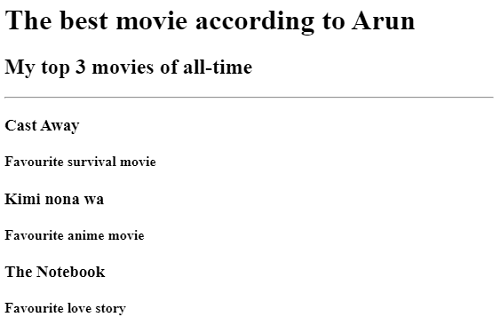 The best movie according to Arun
My top 3 movies of all-time
Cast Away
Favourite survival movie
Kimi nona wa
Favourite anime movie
The Notebook
Favourite love story